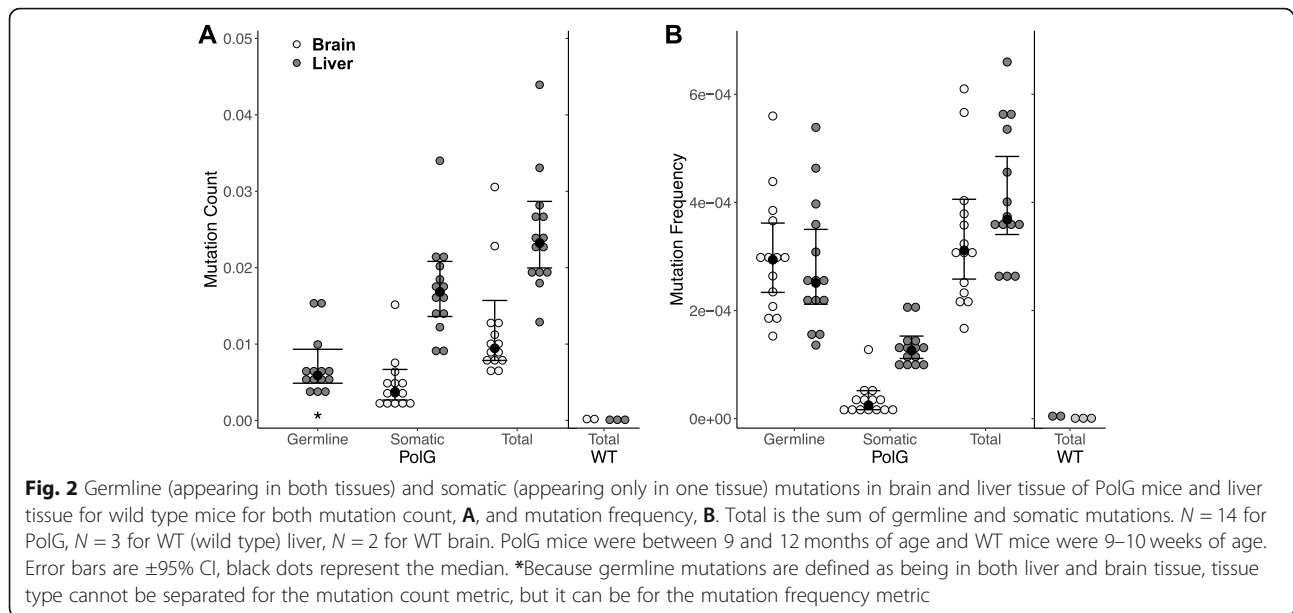 A
B
Brain
Liver
0.05
0.04
0.03
0.02
0.01
0.00
Mutation Count
Germline
Somatic
Total
Total
PolG
WT
*
6e−04
4e−04
2e−04
0e+00
Mutation Frequency
Germline
Somatic
Total
Total
PolG
WT
Fig. 2 Germline (appearing in both tissues) and somatic (appearing only in one tissue) mutations in brain and liver tissue of PolG mice and liver
tissue for wild type mice for both mutation count, A, and mutation frequency, B. Total is the sum of germline and somatic mutations. N = 14 for
PolG, N = 3 for WT (wild type) liver, N = 2 for WT brain. PolG mice were between 9 and 12 months of age and WT mice were 9–10 weeks of age.
Error bars are ±95% CI, black dots represent the median. *Because germline mutations are defined as being in both liver and brain tissue, tissue
type cannot be separated for the mutation count metric, but it can be for the mutation frequency metric